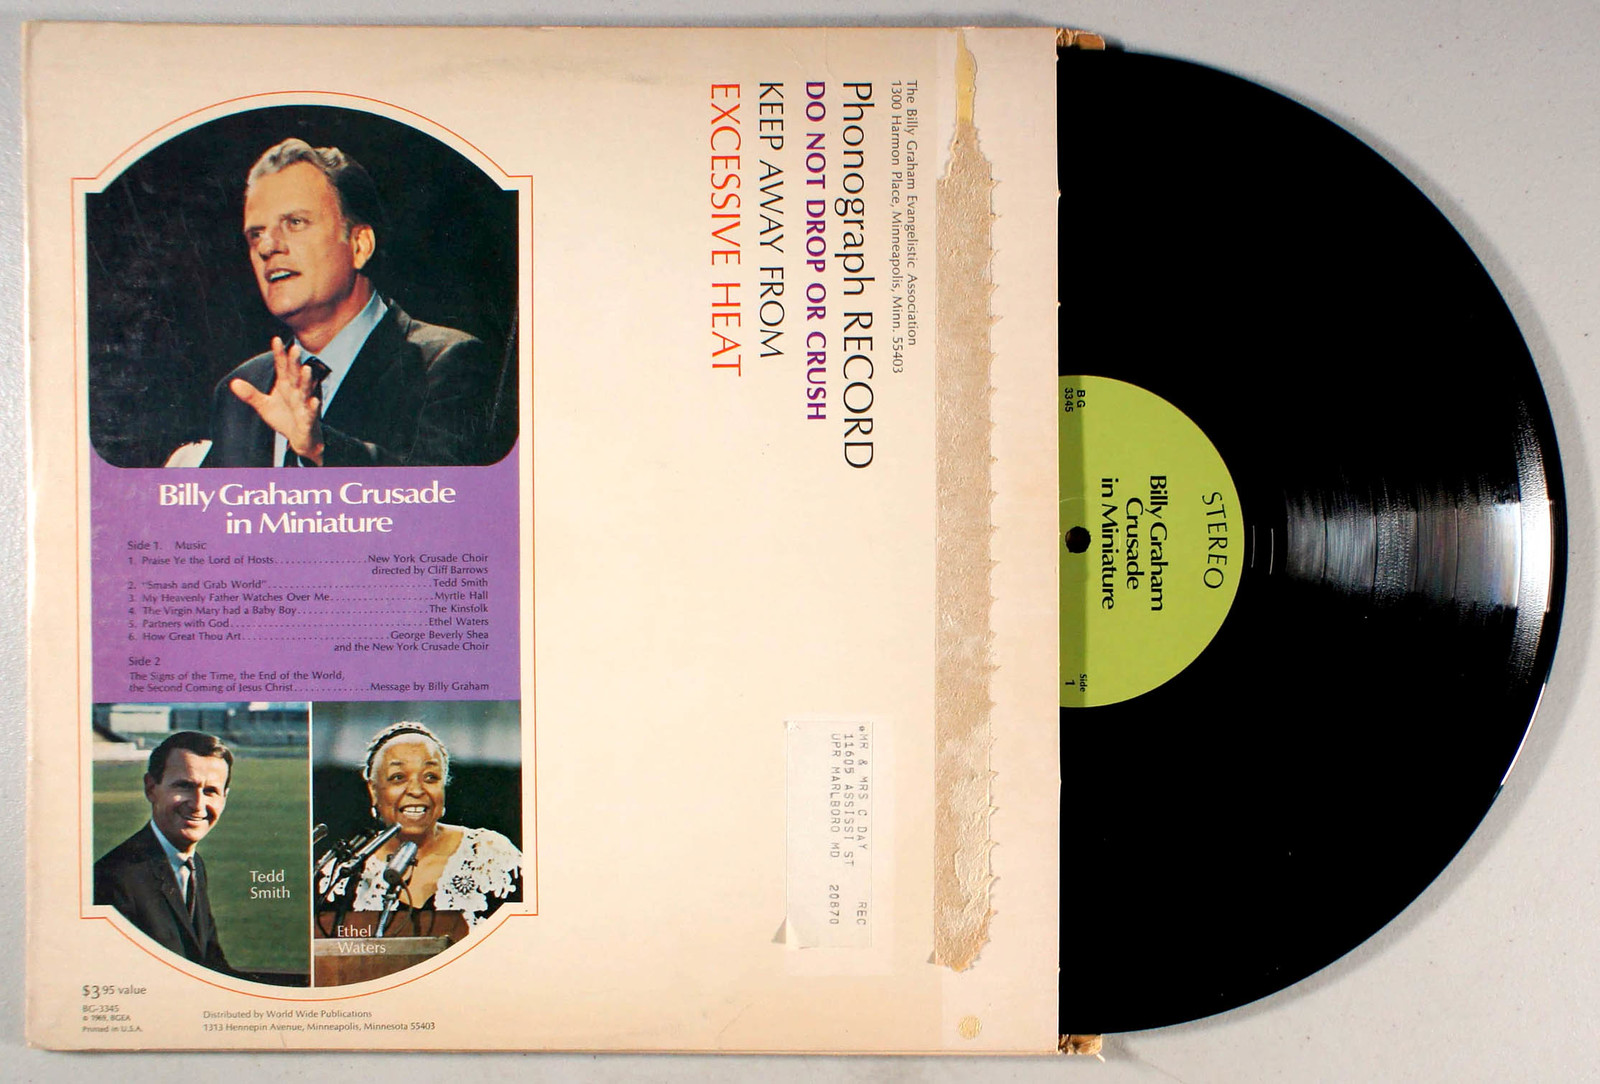 The Billy Graham Evangelistic Association
1300 Harmon Place, Minneapolis, Minn. 55403
Phonograph RECORD
DO NOT DROP OR CRUSH
KEEP AWAY FROM
EXCESSIVE HEAT
Billy Graham Crusade
in Miniature
Side 1. Music
1. Praise Ye the Lord of Hosts..................New York Crusade Choir
directed by Cliff Barrows
2. "Smash and Grab World"................................Tedd Smith
3. My Heavenly Father Watches Over Me....................Myrtle Hall
4. The Virgin Mary had a Baby Boy.........................The Kinsfolk
5. Partners with God.......................................Ethel Waters
6. How Great Thou Art............................George Beverly Shea
and the New York Crusade Choir
Side 2
The Signs of the Time, the End of the World,
the Second Coming of Jesus Christ..............Message by Billy Graham
Tedd
Smith
Ethel
Waters
$3.95 value
BG-3345
© 1969, BGEA
Printed in U.S.A.
Distributed by World Wide Publications
1313 Hennepin Avenue, Minneapolis, Minnesota 55403
*MR & MRS C DAY REC
11605 ASSISSI ST
UPR MARLBORO MD 20870
STEREO
BG
3345
Billy Graham
Crusade
in Miniature
Side
1